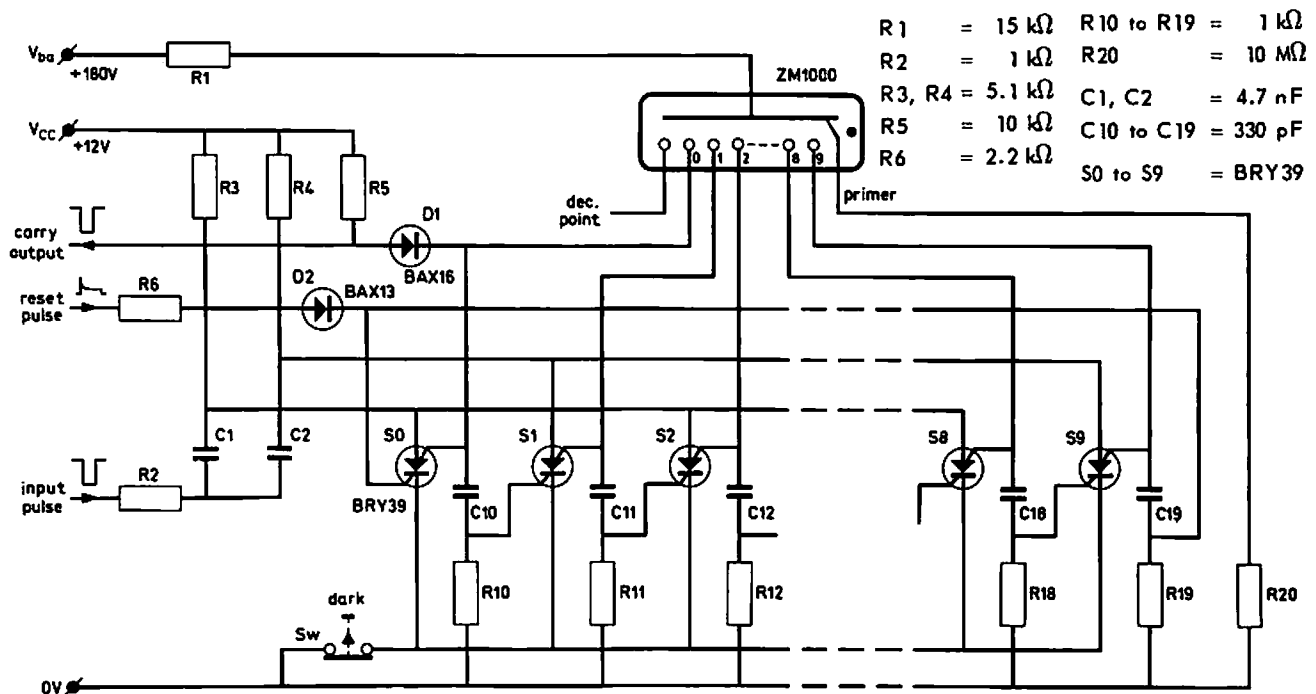 R1 = 15 kΩ R10 to R19 = 1 kΩ
R2 = 1 kΩ R20 = 10 MΩ
R3, R4 = 5.1 kΩ C1, C2 = 4.7 nF
R5 = 10 kΩ C10 to C19 = 330 pF
R6 = 2.2 kΩ S0 to S9 = BRY39
Vba
+180V
R1
ZM1000
VCC
+12V
0 1 2 8 9
R3 R4 R5
dec.
point
primer
D1
carry
output
BAX16
D2
BAX13
reset
pulse
R6
C1 C2 S0 S1 S2 S8 S9
input
pulse
R2
BRY39
C10 C11 C12 C18 C19
R10 R11 R12 R18 R19 R20
dark
Sw
0V